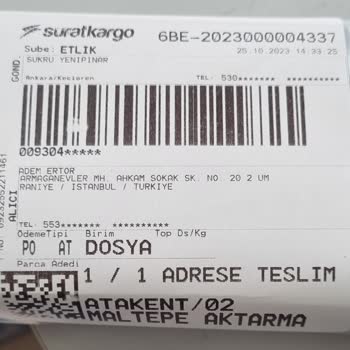 suratkargo
6BE-2023000004337
Sube: ETLIK
25.10.2023 14:33:25
SUKRU YENIPINAR
GOND
Ankara/Kecioren
TEL: 530*******
009304*****
ADEM ERTOR
ARMAGANEVLER MH. AHKAM SOKAK SK. NO. 20 2 UM
RANIYE / ISTANBUL / TURKIYE
ALICI
TEL: 553******* ***********
OdemeTipi Birim Top Ds/Kg
PO AT DOSYA
Parca Adedi
1 / 1 ADRESE TESLIM
ATAKENT/02
MALTEPE AKTARMA